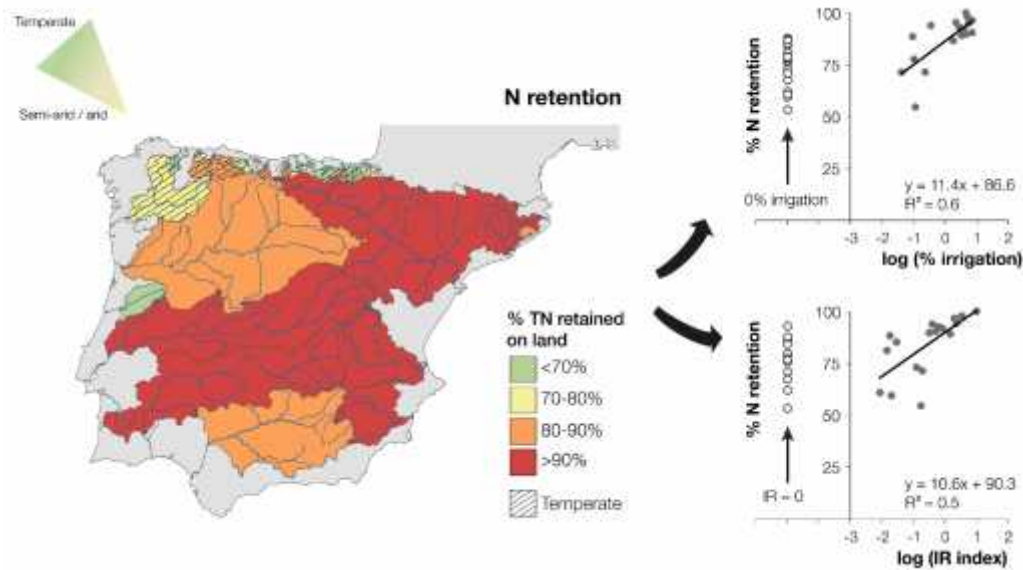 Temperate
Semi-arid / arid
N retention
% TN retained
on land
<70%
70-80%
80-90%
>90%
Temperate
% N retention
100
75
50
25
0% irrigation
y = 11.4x + 86.6
R² = 0.6
-3 -2 -1 0 1 2
log (% irrigation)
% N retention
100
75
50
25
IR = 0
y = 10.6x + 90.3
R² = 0.5
-3 -2 -1 0 1 2
log (IR index)